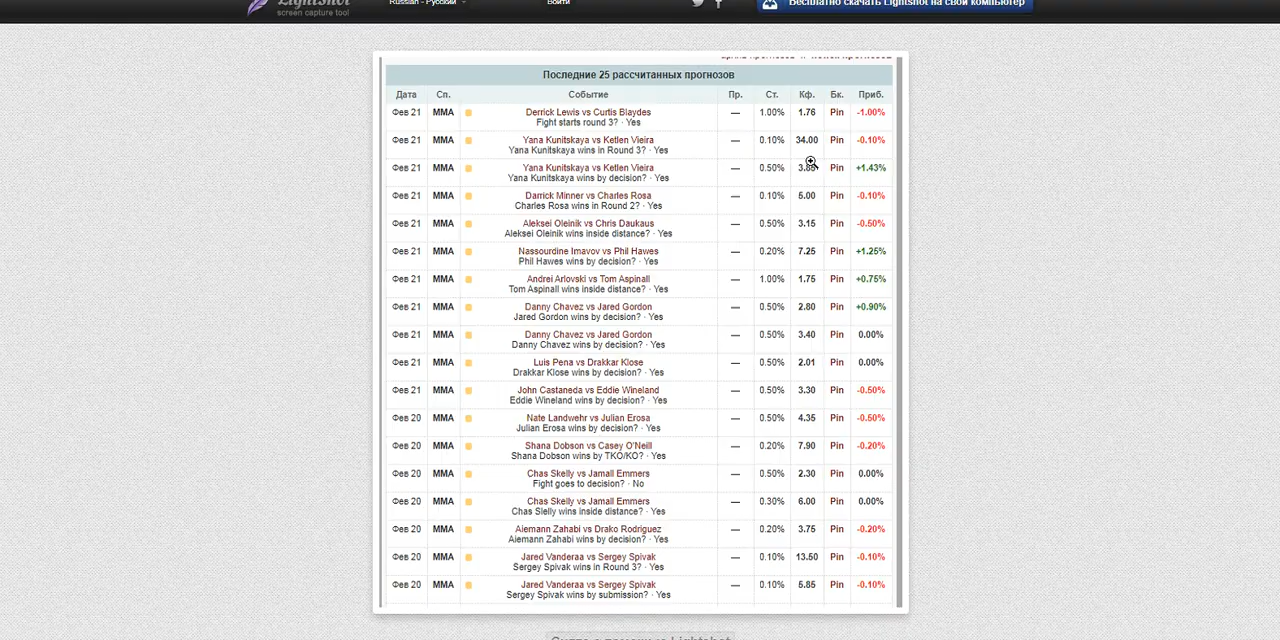 Lightshot
screen capture tool
Russian - Русский
Войти
Бесплатно скачать Lightshot на свой компьютер
Последние 25 рассчитанных прогнозов
Дата Сп. Событие Пр. Ст. Кф. Бк. Приб.
Фев 21 MMA Derrick Lewis vs Curtis Blaydes — 1.00% 1.76 Pin -1.00%
Fight starts round 3? · Yes
Фев 21 MMA Yana Kunitskaya vs Ketlen Vieira — 0.10% 34.00 Pin -0.10%
Yana Kunitskaya wins in Round 3? · Yes
Фев 21 MMA Yana Kunitskaya vs Ketlen Vieira — 0.50% Pin +1.43%
Yana Kunitskaya wins by decision? · Yes
Фев 21 MMA Darrick Minner vs Charles Rosa — 0.10% 5.00 Pin -0.10%
Charles Rosa wins in Round 2? · Yes
Фев 21 MMA Aleksei Oleinik vs Chris Daukaus — 0.50% 3.15 Pin -0.50%
Aleksei Oleinik wins inside distance? · Yes
Фев 21 MMA Nassourdine Imavov vs Phil Hawes — 0.20% 7.25 Pin +1.25%
Phil Hawes wins by decision? · Yes
Фев 21 MMA Andrei Arlovski vs Tom Aspinall — 1.00% 1.75 Pin +0.75%
Tom Aspinall wins inside distance? · Yes
Фев 21 MMA Danny Chavez vs Jared Gordon — 0.50% 2.80 Pin +0.90%
Jared Gordon wins by decision? · Yes
Фев 21 MMA Danny Chavez vs Jared Gordon — 0.50% 3.40 Pin 0.00%
Danny Chavez wins by decision? · Yes
Фев 21 MMA Luis Pena vs Drakkar Klose — 0.50% 2.01 Pin 0.00%
Drakkar Klose wins by decision? · Yes
Фев 21 MMA John Castaneda vs Eddie Wineland — 0.50% 3.30 Pin -0.50%
Eddie Wineland wins by decision? · Yes
Фев 20 MMA Nate Landwehr vs Julian Erosa — 0.50% 4.35 Pin -0.50%
Julian Erosa wins by decision? · Yes
Фев 20 MMA Shana Dobson vs Casey O'Neill — 0.20% 7.90 Pin -0.20%
Shana Dobson wins by TKO/KO? · Yes
Фев 20 MMA Chas Skelly vs Jamall Emmers — 0.50% 2.30 Pin 0.00%
Fight goes to decision? · No
Фев 20 MMA Chas Skelly vs Jamall Emmers — 0.30% 6.00 Pin 0.00%
Chas Slelly wins inside distance? · Yes
Фев 20 MMA Aiemann Zahabi vs Drako Rodriguez — 0.20% 3.75 Pin -0.20%
Aiemann Zahabi wins by decision? · Yes
Фев 20 MMA Jared Vanderaa vs Sergey Spivak — 0.10% 13.50 Pin -0.10%
Sergey Spivak wins in Round 3? · Yes
Фев 20 MMA Jared Vanderaa vs Sergey Spivak — 0.10% 5.85 Pin -0.10%
Sergey Spivak wins by submission? · Yes